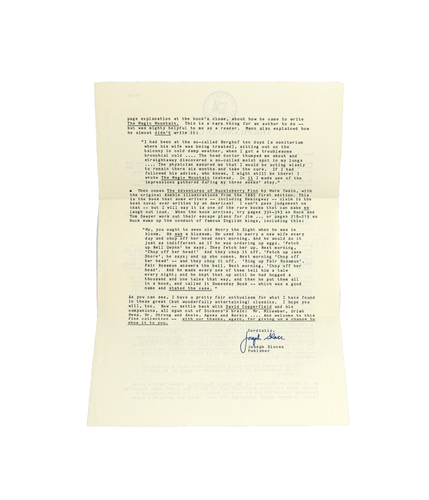 page explanation at the book's close, about how he came to write
The Magic Mountain. This is a rare thing for an author to do --
but was mighty helpful to me as a reader. Mann also explained how
he almost didn't write it:
"I had been at the so-called Berghof ten days (a sanitorium
where his wife was being treated), sitting out on the
balcony in cold damp weather, when I got a troublesome
bronchial cold .... The head doctor thumped me about and
straightaway discovered a so-called moist spot in my lungs
.... The physician assured me that I would be acting wisely
to remain there six months and take the cure. If I had
followed his advice, who knows, I might still be there! I
wrote The Magic Mountain instead. In it I made use of the
impressions gathered during my three weeks' stay."
● Then comes The Adventures of Huckleberry Finn by Mark Twain, with
the original Kemble illustrations from the 1885 first edition. This
is the book that some writers -- including Hemingway -- claim is the
best novel ever written by an American! I can't pass judgement on
that -- but I will say it is one of the rare books that can make me
laugh out loud. When the book arrives, try pages
Tom Sawyer work out their escape plans for Jim ... or pages
Huck sums up the conduct of famous English kings, including this:
"My, you ought to seen old Henry the Eight when he was in
bloom. He was a blossom. He used to marry a new wife every
day and chop off her head next morning. And he would do it
just as indifferent as if he was ordering up eggs. 'Fetch
up Nell Gwynn' he says. They fetch her up. Next morning,
'Chop off her head!' And they chop it off. 'Fetch up Jane
Shore', he says; and up she comes. Next morning 'Chop off
her head' -- and they chop it off. 'Ring up Fair Rosamun'.
Fair Rosamun answers the bell. Next morning, 'Chop off her
head'. And he made every one of them tell him a tale
every night; and he kept that up until he had hogged a
thousand and one tales that way, and then he put them all
in a book, and called it Domesday Book -- which was a good
name and stated the case."
As you can see, I have a pretty fair enthusiasm for what I have found
in these great (but wonderfully entertaining) classics. I hope you
will, too. Now -- settle back with David Copperfield and his
companions, all spun out of Dickens's brain: Mr. Micawber, Uriah
Heep, Dr. Strong and Annie, Agnes and Barkis ... And welcome to this
fine collection -- with our thanks, again, for giving us a chance to
show it to you.
Cordially,
Joseph Sloves
Publisher